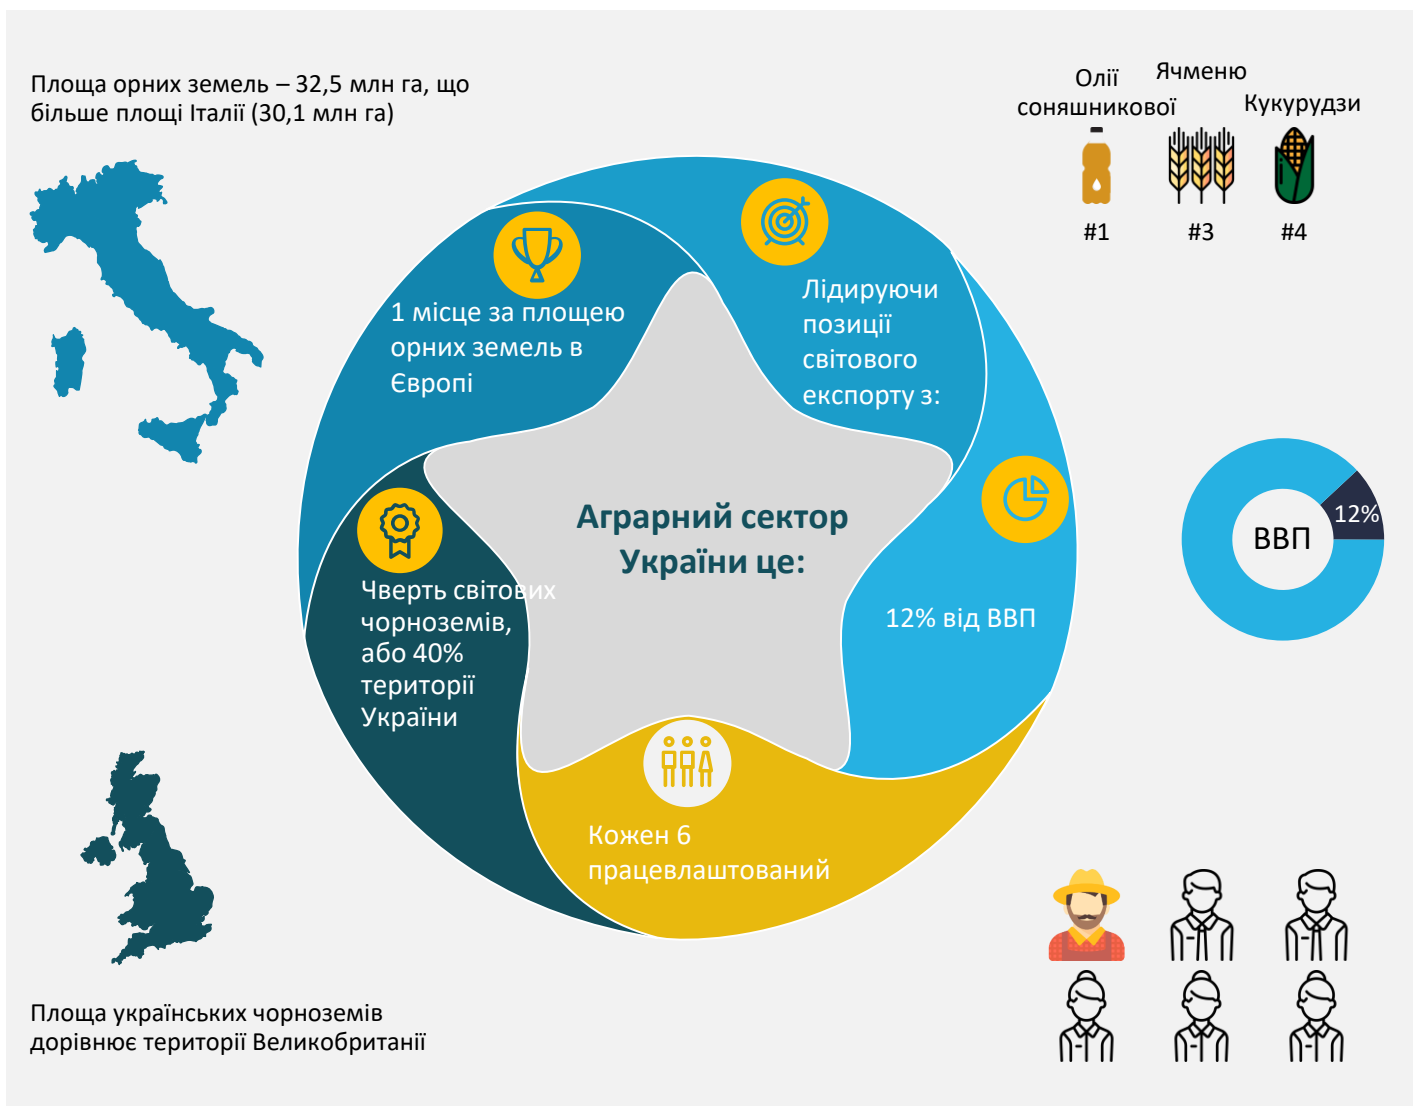 Площа орних земель – 32,5 млн га, що
більше площі Італії (30,1 млн га)
Олії
соняшникової
Ячменю
Кукурудзи
#1
#3
#4
1 місце за площею
орних земель в
Європі
Лідируючи
позиції
світового
експорту з:
Аграрний сектор
України це:
12%
ВВП
Чверть світових
чорноземів,
або 40%
території
України
12% від ВВП
Кожен 6
працевлаштований
Площа українських чорноземів
дорівнює території Великобританії